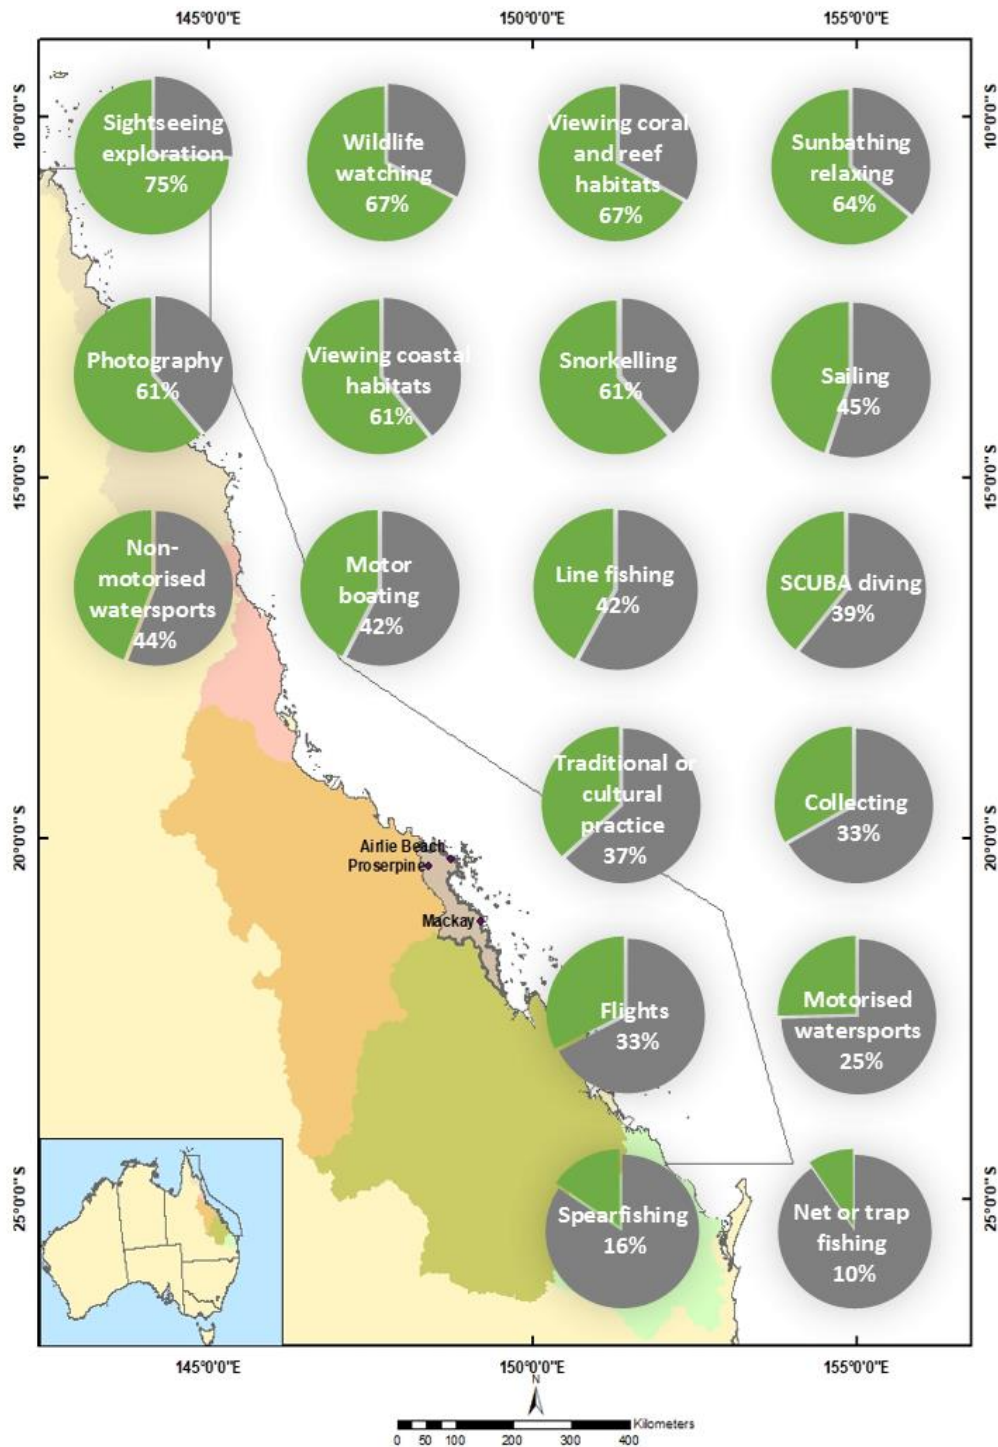 145°0'0"E 150°0'0"E 155°0'0"E
10°0'0"S 10°0'0"S
Sightseeing
exploration
75%
Wildlife
watching
67%
Viewing coral
and reef
habitats
67%
Sunbathing
relaxing
64%
Photography
61%
Viewing coastal
habitats
61%
Snorkelling
61%
Sailing
45%
15°0'0"S 15°0'0"S
Non-
motorised
watersports
44%
Motor
boating
42%
Line fishing
42%
SCUBA diving
39%
Traditional or
cultural
practice
37%
Collecting
33%
20°0'0"S 20°0'0"S
Airlie Beach
Proserpine
Mackay
Flights
33%
Motorised
watersports
25%
25°0'0"S 25°0'0"S
Spearfishing
16%
Net or trap
fishing
10%
145°0'0"E 150°0'0"E 155°0'0"E
N
Kilometers
0 50 100 200 300 400